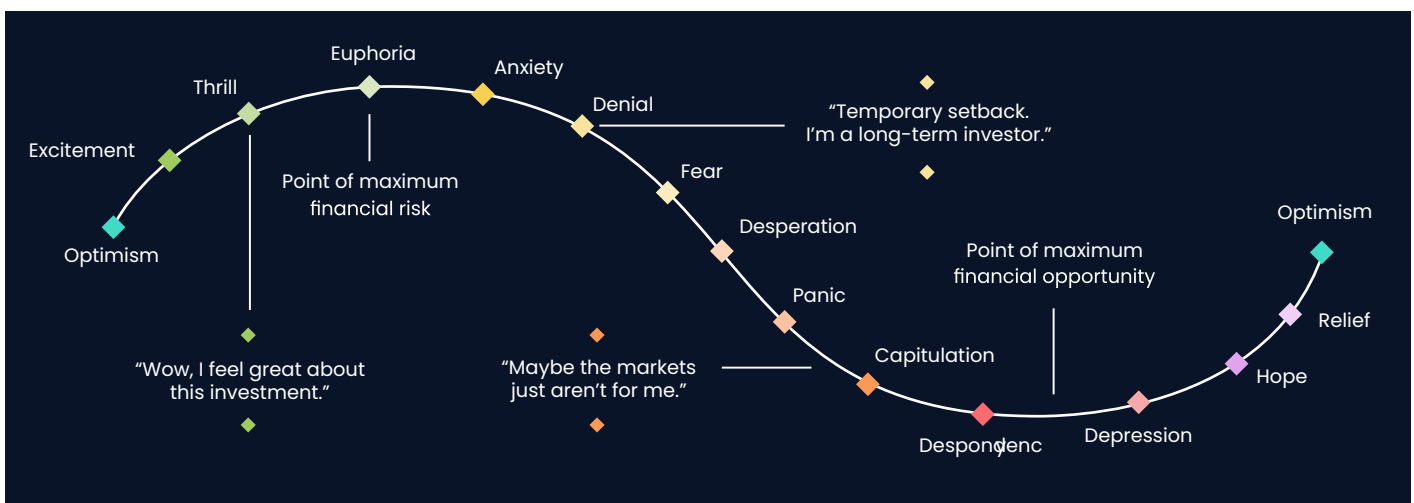 Euphoria
Anxiety
Thrill
Denial
"Temporary setback.
I'm a long-term investor."
Excitement
Fear
Point of maximum
financial risk
Optimism
Desperation
Optimism
Point of maximum
financial opportunity
Panic
Relief
Capitulation
"Wow, I feel great about
this investment."
"Maybe the markets
just aren't for me."
Hope
Depression